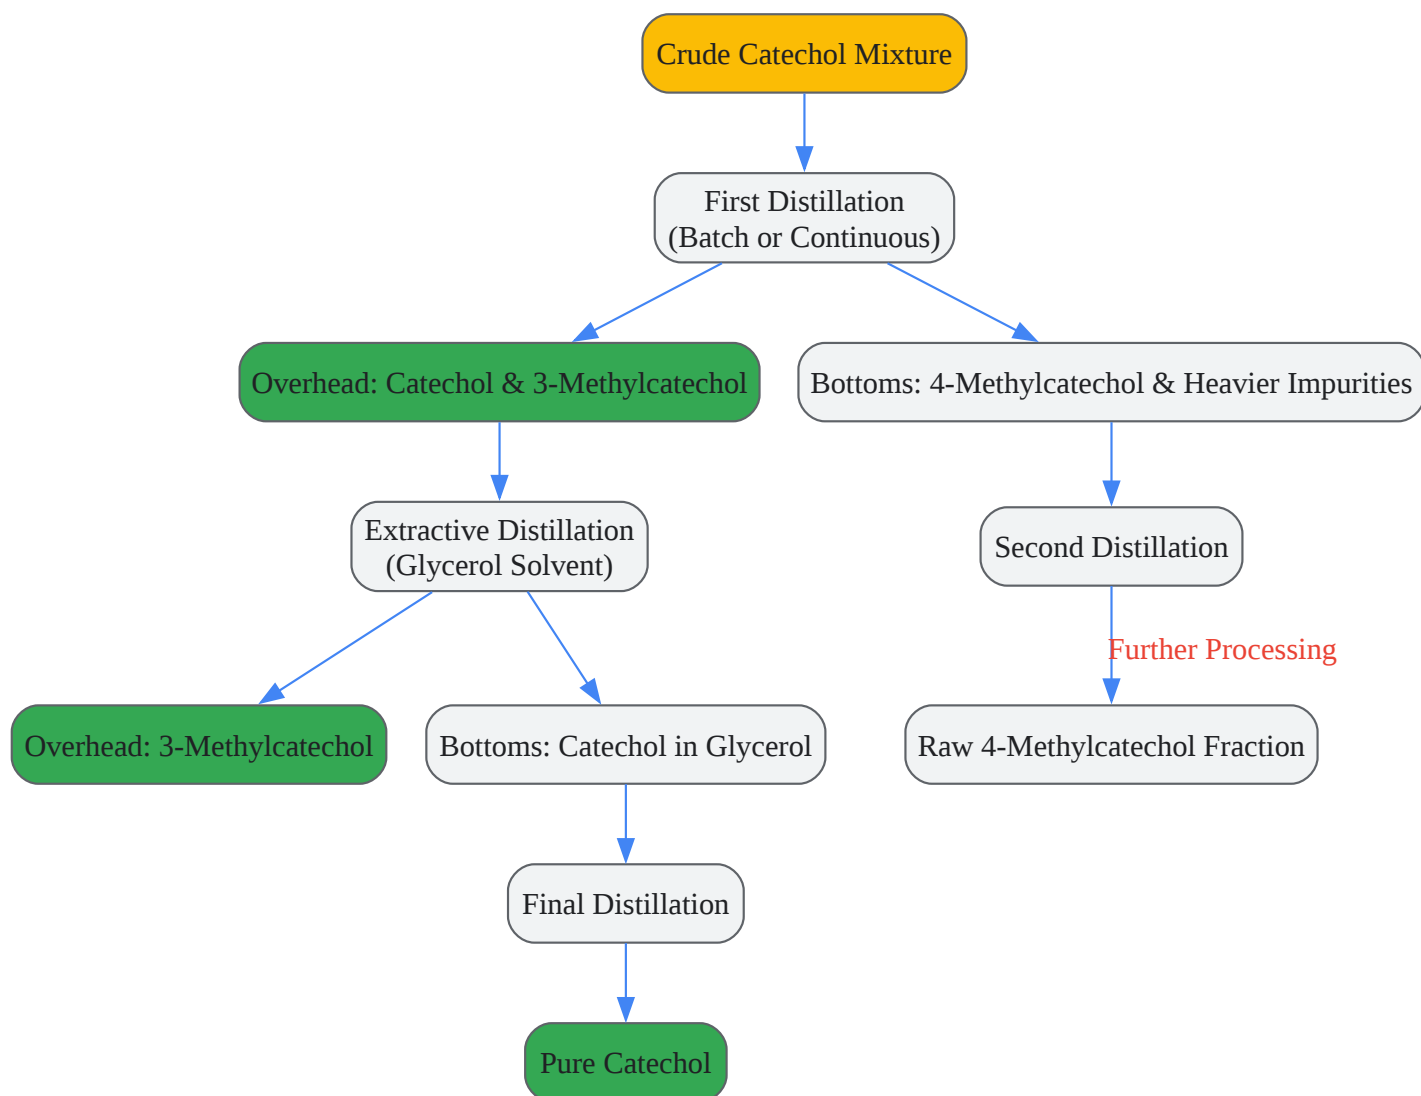 Crude Catechol Mixture
First Distillation
(Batch or Continuous)
Overhead: Catechol & 3-Methylcatechol
Bottoms: 4-Methylcatechol & Heavier Impurities
Extractive Distillation
(Glycerol Solvent)
Second Distillation
Further Processing
Overhead: 3-Methylcatechol
Bottoms: Catechol in Glycerol
Raw 4-Methylcatechol Fraction
Final Distillation
Pure Catechol